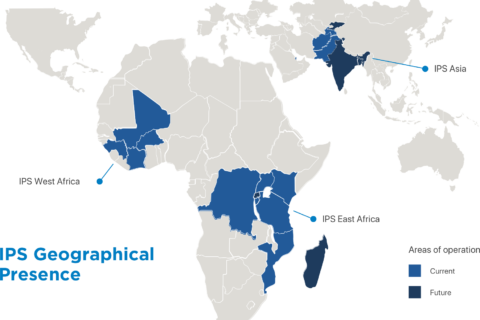 IPS Asia
IPS West Africa
IPS East Africa
IPS Geographical
Presence
Areas of operation
Current
Future